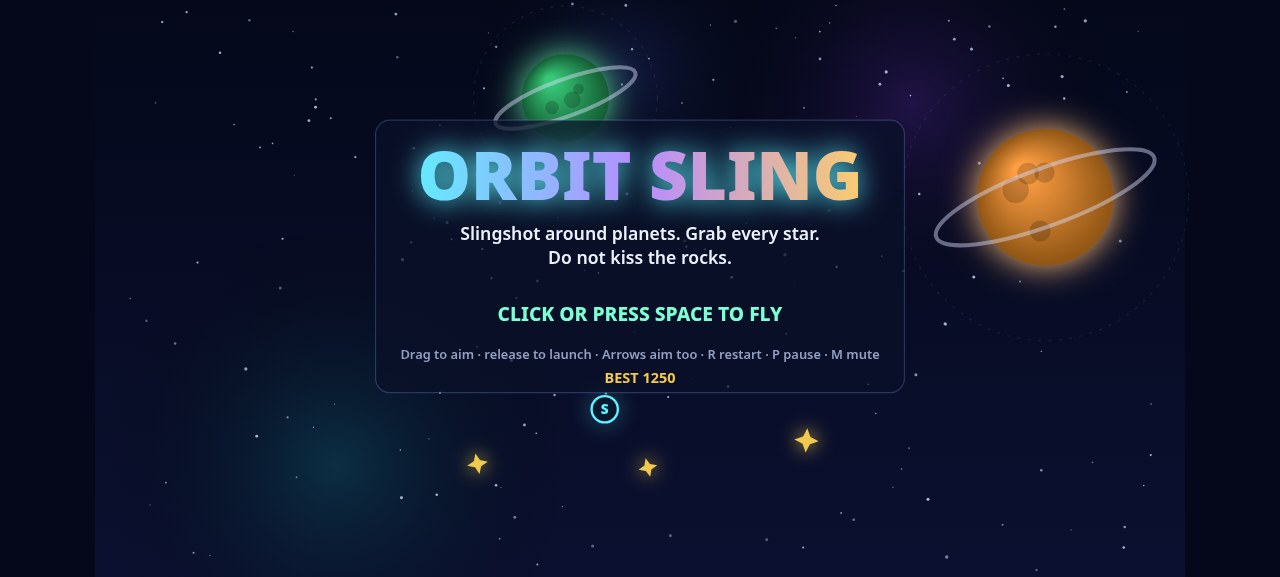 ORBIT SLING
Slingshot around planets. Grab every star.
Do not kiss the rocks.
CLICK OR PRESS SPACE TO FLY
Drag to aim · release to launch · Arrows aim too · R restart · P pause · M mute
BEST 1250
S